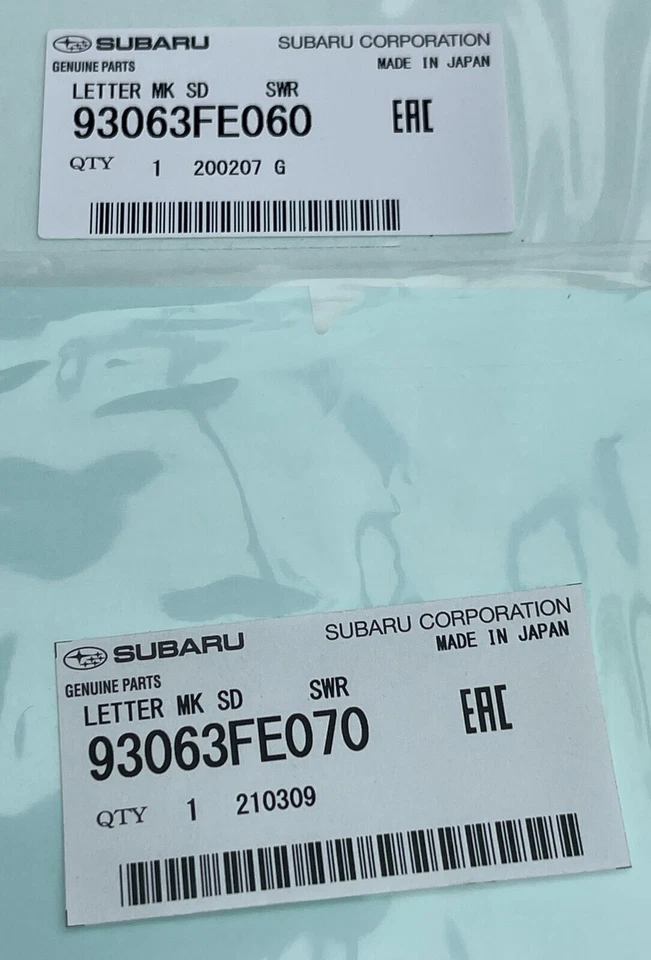 SUBARU SUBARU CORPORATION
GENUINE PARTS MADE IN JAPAN
LETTER MK SD SWR
93063FE060 EAC
QTY 1 200207 G
SUBARU SUBARU CORPORATION
GENUINE PARTS MADE IN JAPAN
LETTER MK SD SWR
93063FE070 EAC
QTY 1 210309